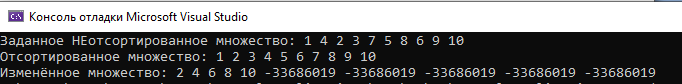 Консоль отладки Microsoft Visual Studio
Заданное НЕотсортированное множество: 1 4 2 3 7 5 8 6 9 10
Отсортированное множество: 1 2 3 4 5 6 7 8 9 10
Изменённое множество: 2 4 6 8 10 -33686019 -33686019 -33686019 -33686019 -33686019